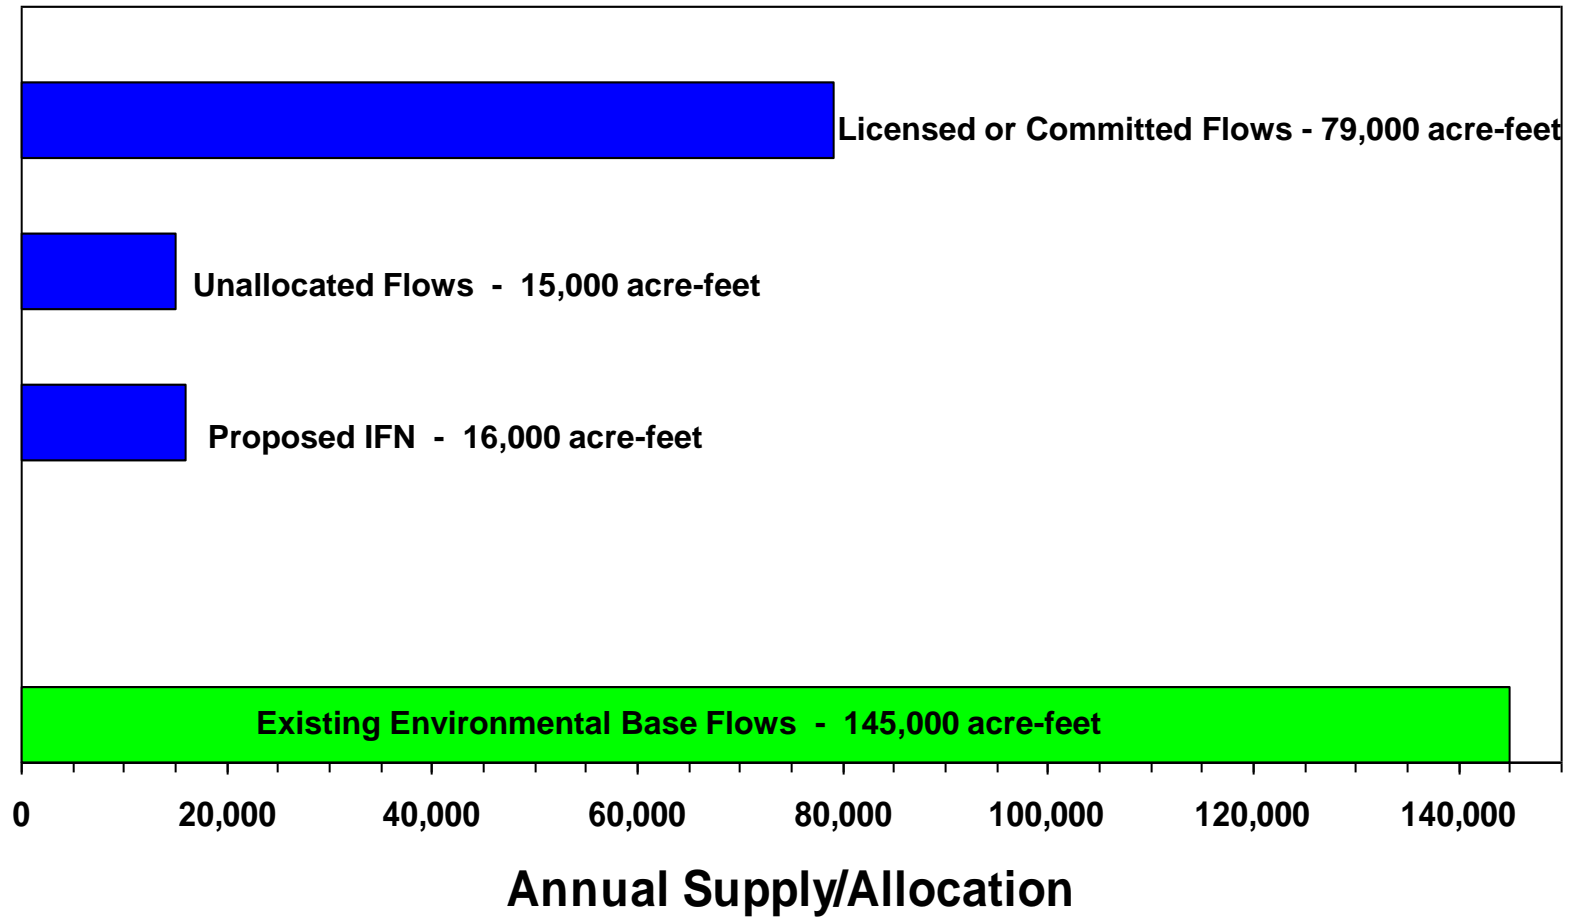 Licensed or Committed Flows - 79,000 acre-feet
Unallocated Flows - 15,000 acre-feet
Proposed IFN - 16,000 acre-feet
Existing Environmental Base Flows - 145,000 acre-feet
0 20,000 40,000 60,000 80,000 100,000 120,000 140,000
Annual Supply/Allocation